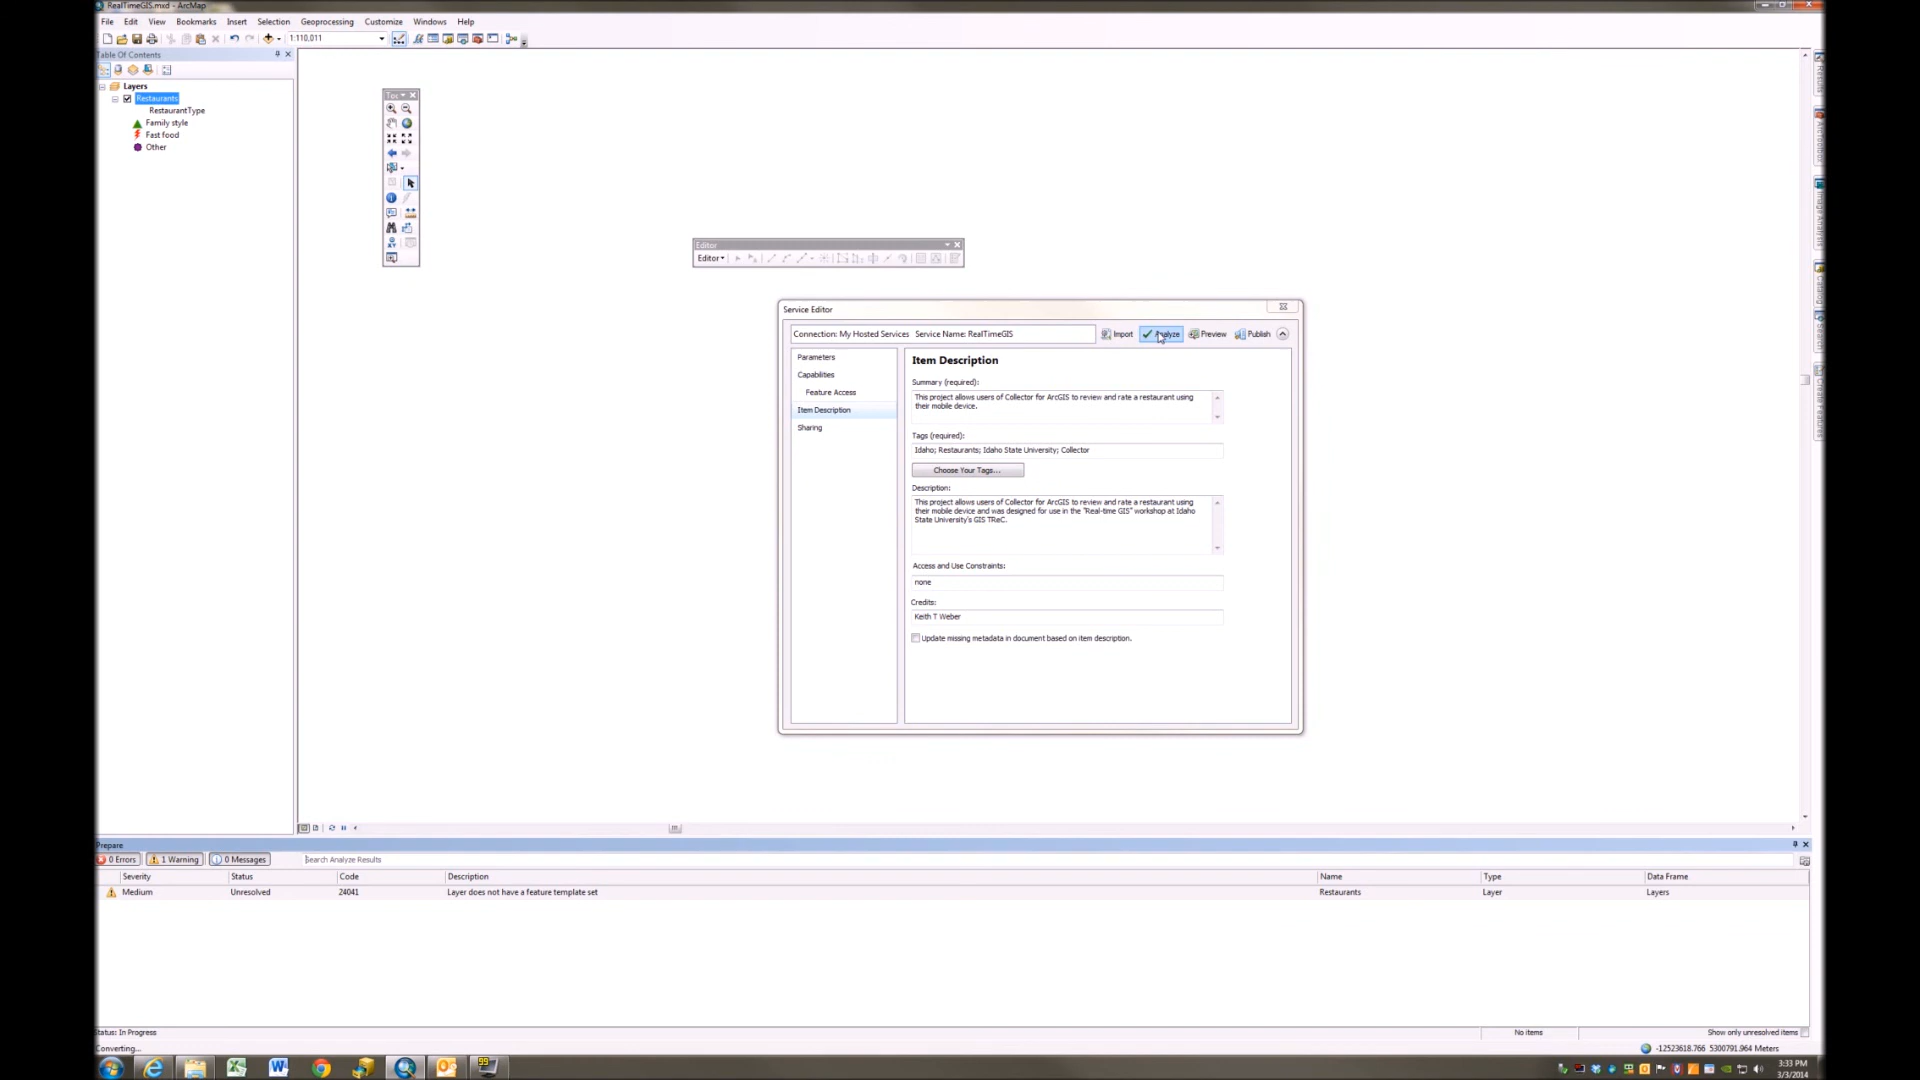 RealTimeGIS.mxd - ArcMap
File Edit View Bookmarks Insert Selection Geoprocessing Customize Windows Help
1:110,011
Table Of Contents
Layers
Restaurants
RestaurantType
Family style
Fast food
Other
Editor
Editor
Service Editor
Connection: My Hosted Services Service Name: RealTimeGIS
Import Analyze Preview Publish
Parameters
Capabilities
Feature Access
Item Description
Sharing
Item Description
Summary (required):
This project allows users of Collector for ArcGIS to review and rate a restaurant using
their mobile device.
Tags (required):
Idaho; Restaurants; Idaho State University; Collector
Choose Your Tags...
Description:
This project allows users of Collector for ArcGIS to review and rate a restaurant using
their mobile device and was designed for use in the "Real-time GIS" workshop at Idaho
State University's GIS TReC.
Access and Use Constraints:
none
Credits:
Keith T Weber
Update missing metadata in document based on item description.
Results
ArcToolbox
Image Analysis
Catalog
Search
Create Features
Prepare
0 Errors 1 Warning 0 Messages Search Analyze Results
Severity Status Code Description Name Type Data Frame
Medium Unresolved 24041 Layer does not have a feature template set Restaurants Layer Layers
Status: In Progress No items Show only unresolved items
Converting... -12523618.766 5300791.964 Meters
99
3:33 PM
3/3/2014